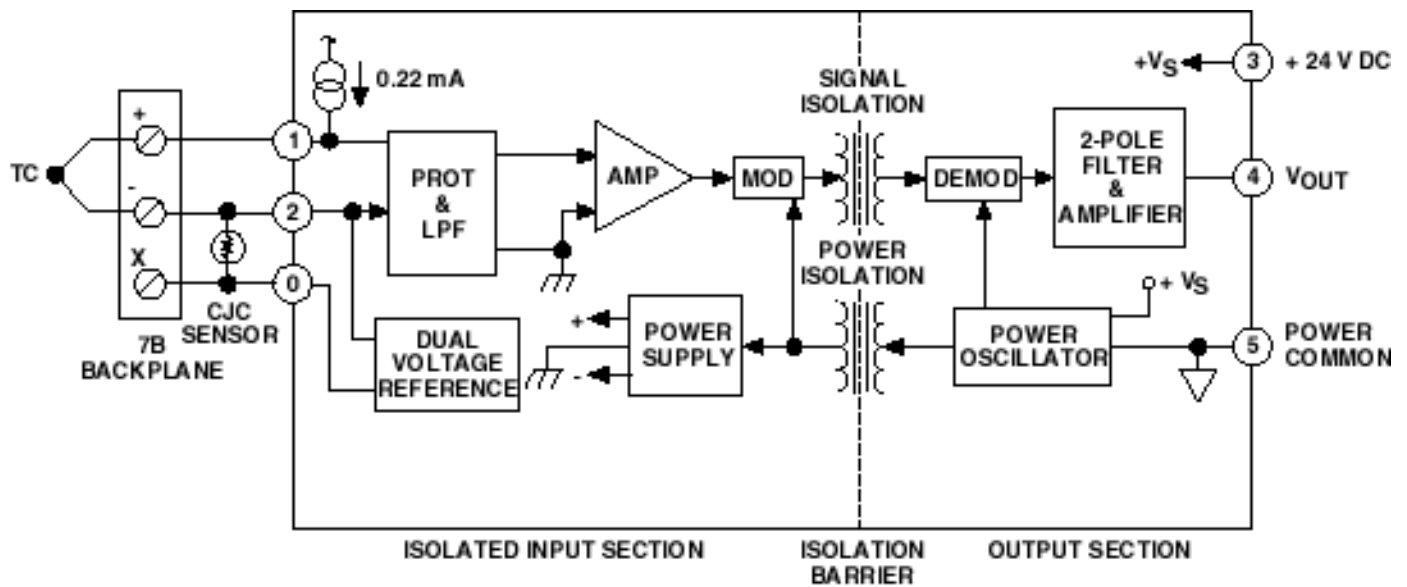 0.22 mA
+VS
3
+ 24 V DC
SIGNAL
ISOLATION
+
1
TC
-
2
X
0
CJC
SENSOR
7B
BACKPLANE
PROT
&
LPF
AMP
MOD
DEMOD
2-POLE
FILTER
&
AMPLIFIER
4
VOUT
POWER
ISOLATION
DUAL
VOLTAGE
REFERENCE
+
-
POWER
SUPPLY
POWER
OSCILLATOR
+ VS
5
POWER
COMMON
ISOLATED INPUT SECTION
ISOLATION
BARRIER
OUTPUT SECTION